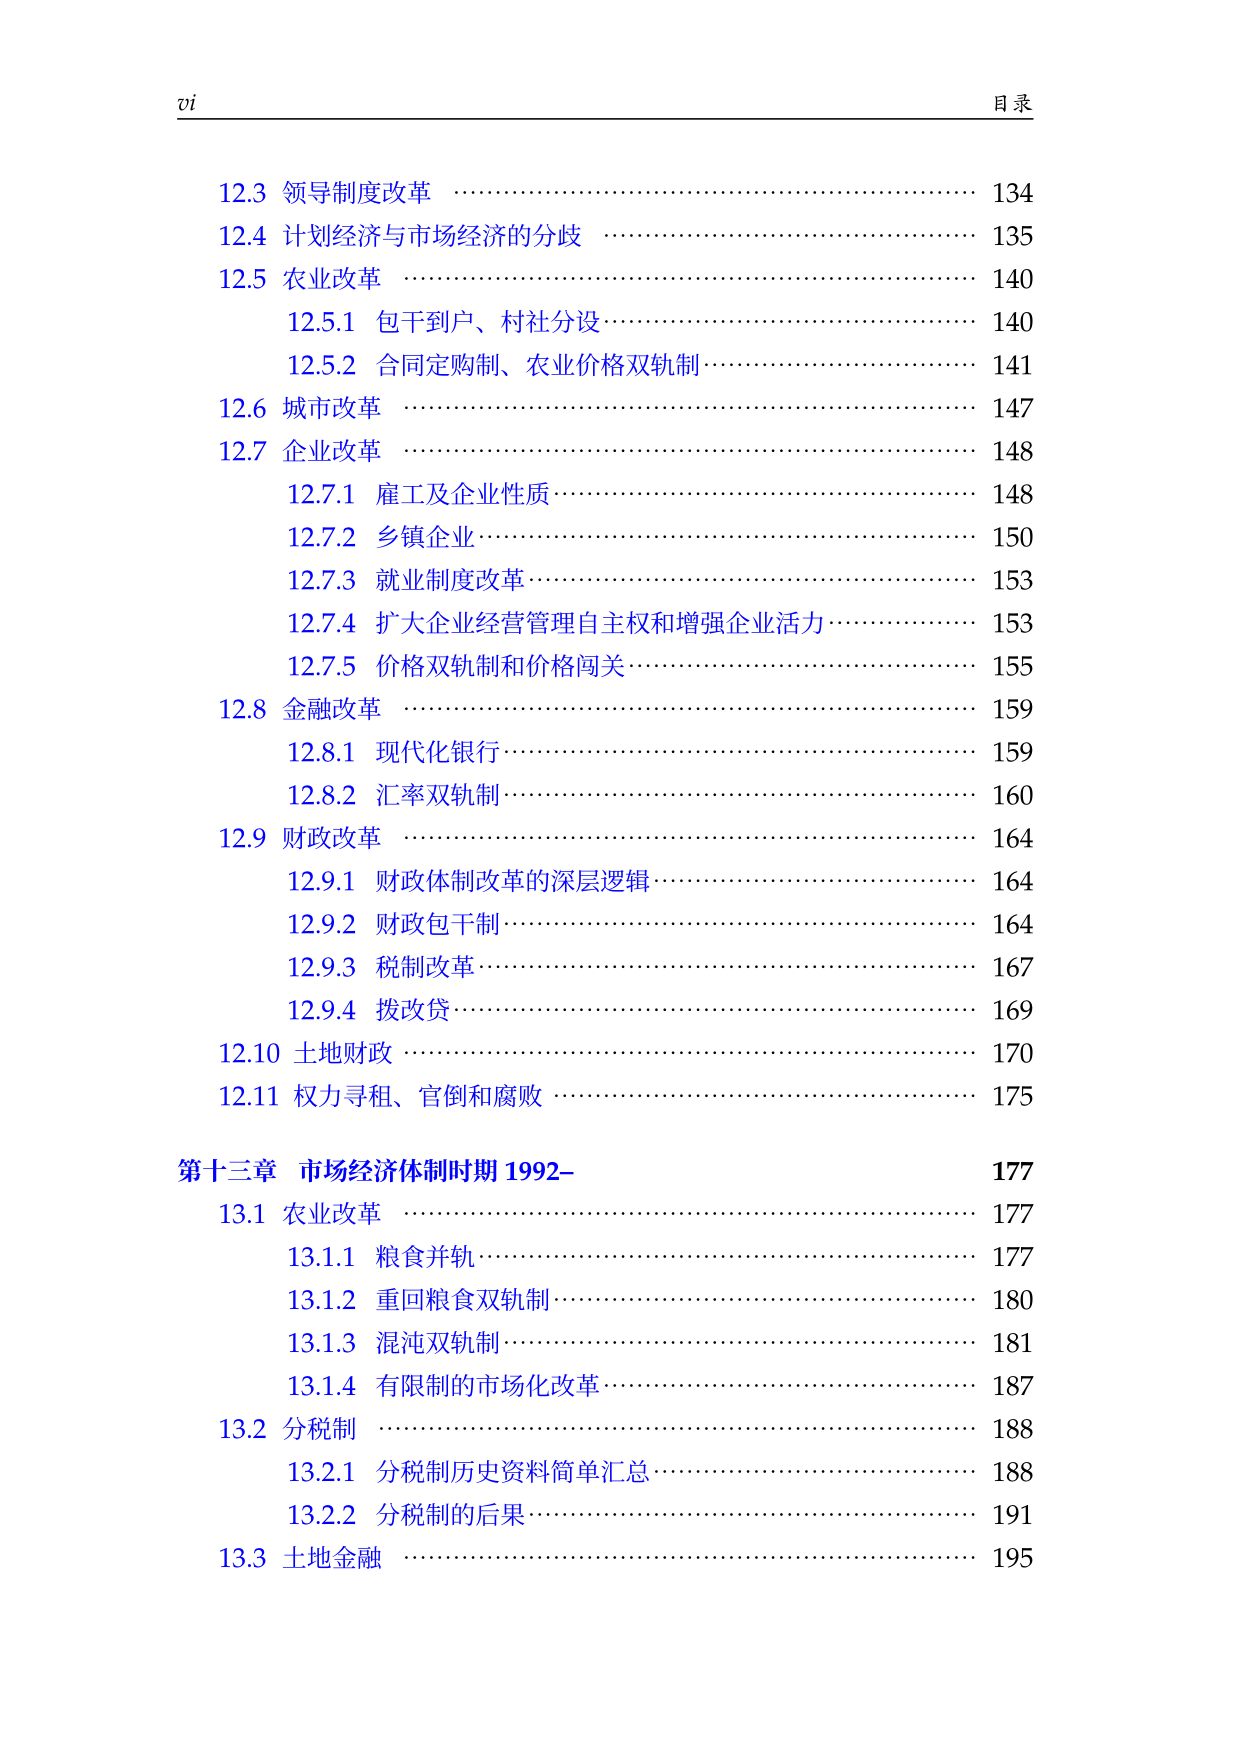 vi 目录
12.3 领导制度改革 134
12.4 计划经济与市场经济的分歧 135
12.5 农业改革 140
12.5.1 包干到户、村社分设 140
12.5.2 合同定购制、农业价格双轨制 141
12.6 城市改革 147
12.7 企业改革 148
12.7.1 雇工及企业性质 148
12.7.2 乡镇企业 150
12.7.3 就业制度改革 153
12.7.4 扩大企业经营管理自主权和增强企业活力 153
12.7.5 价格双轨制和价格闯关 155
12.8 金融改革 159
12.8.1 现代化银行 159
12.8.2 汇率双轨制 160
12.9 财政改革 164
12.9.1 财政体制改革的深层逻辑 164
12.9.2 财政包干制 164
12.9.3 税制改革 167
12.9.4 拨改贷 169
12.10 土地财政 170
12.11 权力寻租、官倒和腐败 175
第十三章 市场经济体制时期 1992– 177
13.1 农业改革 177
13.1.1 粮食并轨 177
13.1.2 重回粮食双轨制 180
13.1.3 混沌双轨制 181
13.1.4 有限制的市场化改革 187
13.2 分税制 188
13.2.1 分税制历史资料简单汇总 188
13.2.2 分税制的后果 191
13.3 土地金融 195